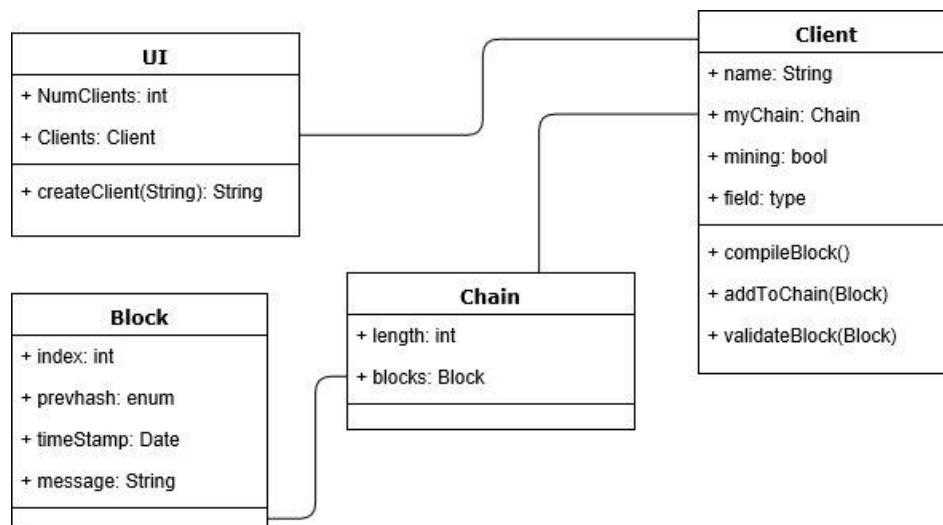 UI
+ NumClients: int
+ Clients: Client
+ createClient(String): String
Client
+ name: String
+ myChain: Chain
+ mining: bool
+ field: type
+ compileBlock()
+ addToChain(Block)
+ validateBlock(Block)
Chain
+ length: int
+ blocks: Block
Block
+ index: int
+ prevhash: enum
+ timeStamp: Date
+ message: String